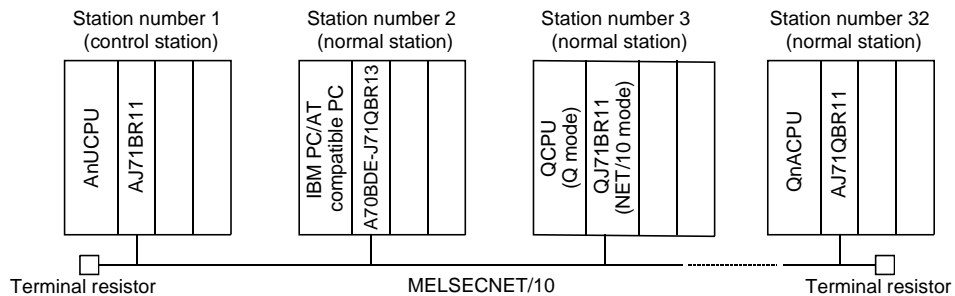 Station number 1
(control station)
Station number 2
(normal station)
Station number 3
(normal station)
Station number 32
(normal station)
AnUCPU
AJ71BR11
IBM PC/AT
compatible PC
A70BDE-J71QBR13
QCPU
(Q mode)
QJ71BR11
(NET/10 mode)
QnACPU
AJ71QBR11
Terminal resistor
MELSECNET/10
Terminal resistor